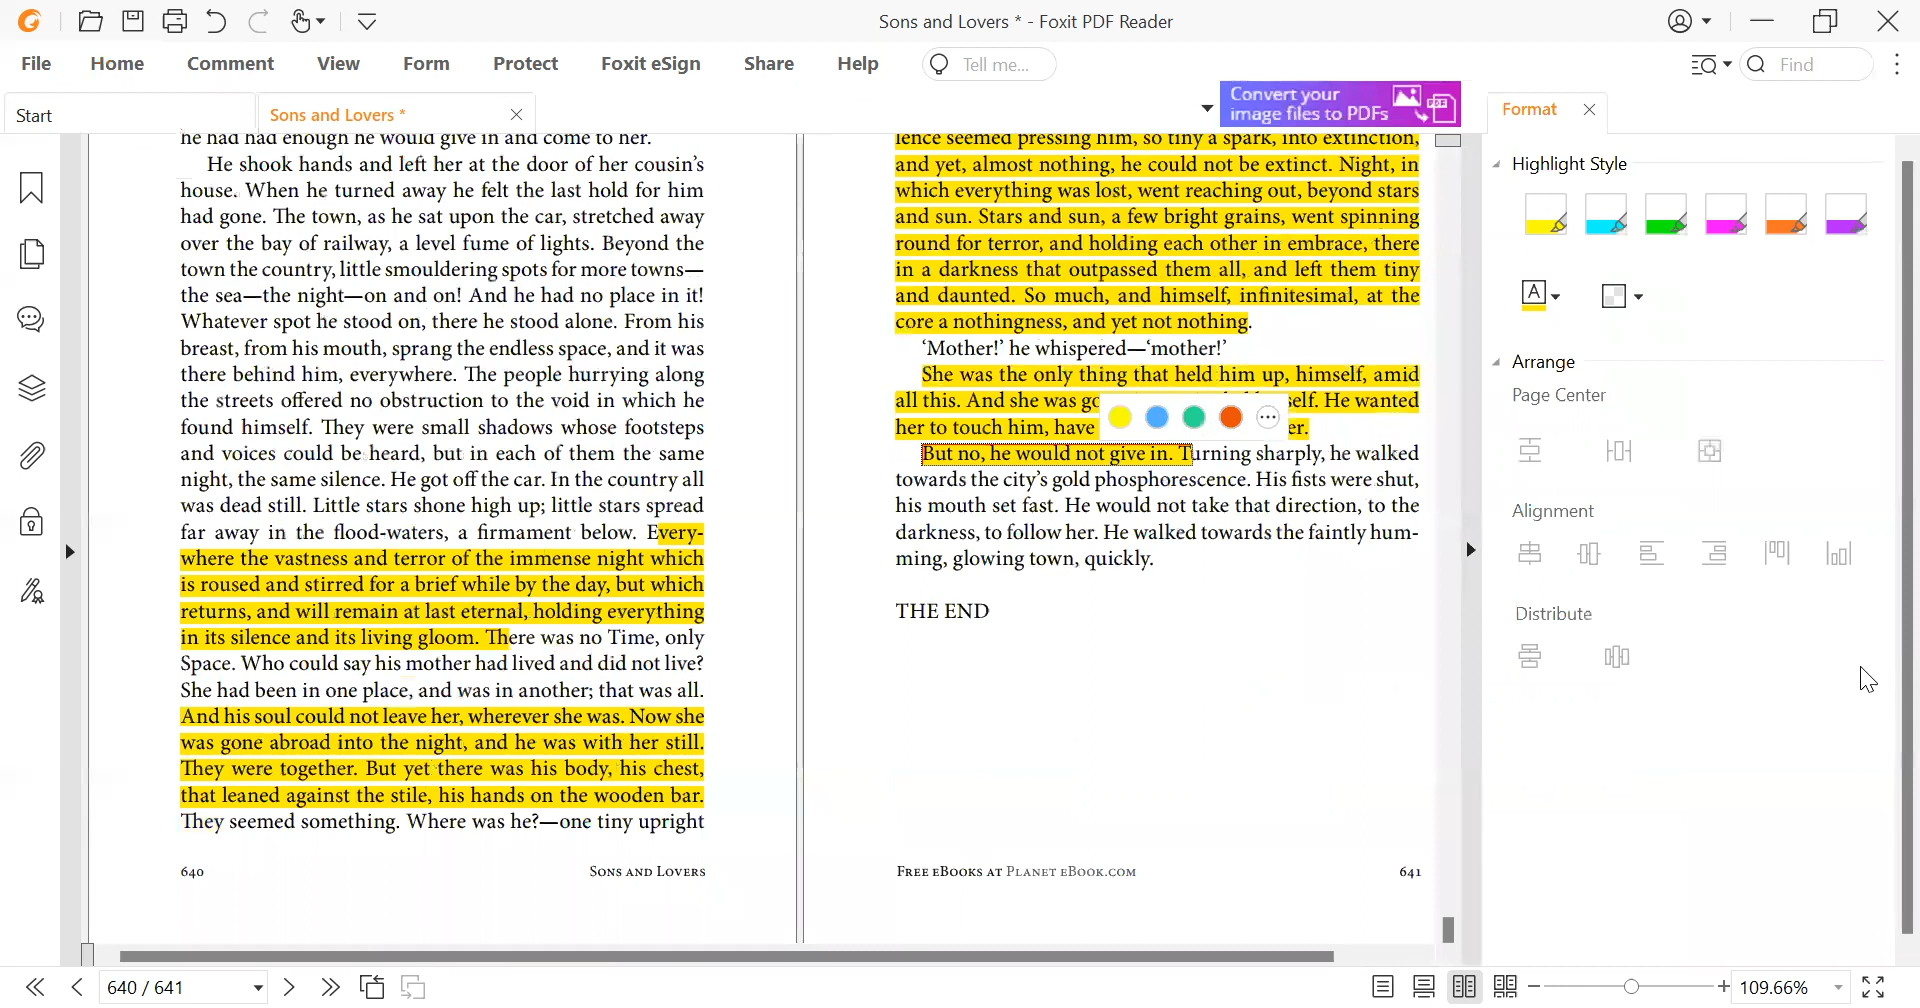 Sons and Lovers * - Foxit PDF Reader
File Home Comment View Form Protect Foxit eSign Share Help Tell me... Find
Start
Sons and Lovers *
Convert your
image files to PDFs
PDF
Format
he had had enough he would give in and come to her.
He shook hands and left her at the door of her cousin’s
house. When he turned away he felt the last hold for him
had gone. The town, as he sat upon the car, stretched away
over the bay of railway, a level fume of lights. Beyond the
town the country, little smouldering spots for more towns—
the sea—the night—on and on! And he had no place in it!
Whatever spot he stood on, there he stood alone. From his
breast, from his mouth, sprang the endless space, and it was
there behind him, everywhere. The people hurrying along
the streets offered no obstruction to the void in which he
found himself. They were small shadows whose footsteps
and voices could be heard, but in each of them the same
night, the same silence. He got off the car. In the country all
was dead still. Little stars shone high up; little stars spread
far away in the flood-waters, a firmament below. Every-
where the vastness and terror of the immense night which
is roused and stirred for a brief while by the day, but which
returns, and will remain at last eternal, holding everything
in its silence and its living gloom. There was no Time, only
Space. Who could say his mother had lived and did not live?
She had been in one place, and was in another; that was all.
And his soul could not leave her, wherever she was. Now she
was gone abroad into the night, and he was with her still.
They were together. But yet there was his body, his chest,
that leaned against the stile, his hands on the wooden bar.
They seemed something. Where was he?—one tiny upright
640
Sons and Lovers
lence seemed pressing him, so tiny a spark, into extinction,
and yet, almost nothing, he could not be extinct. Night, in
which everything was lost, went reaching out, beyond stars
and sun. Stars and sun, a few bright grains, went spinning
round for terror, and holding each other in embrace, there
in a darkness that outpassed them all, and left them tiny
and daunted. So much, and himself, infinitesimal, at the
core a nothingness, and yet not nothing.
‘Mother!’ he whispered—‘mother!’
She was the only thing that held him up, himself, amid
all this. And she was go self. He wanted
her to touch him, have er.
But no, he would not give in. Turning sharply, he walked
towards the city’s gold phosphorescence. His fists were shut,
his mouth set fast. He would not take that direction, to the
darkness, to follow her. He walked towards the faintly hum-
ming, glowing town, quickly.
THE END
Free eBooks at Planet eBook.com
641
Highlight Style
A
Arrange
Page Center
Alignment
Distribute
640 / 641
109.66%